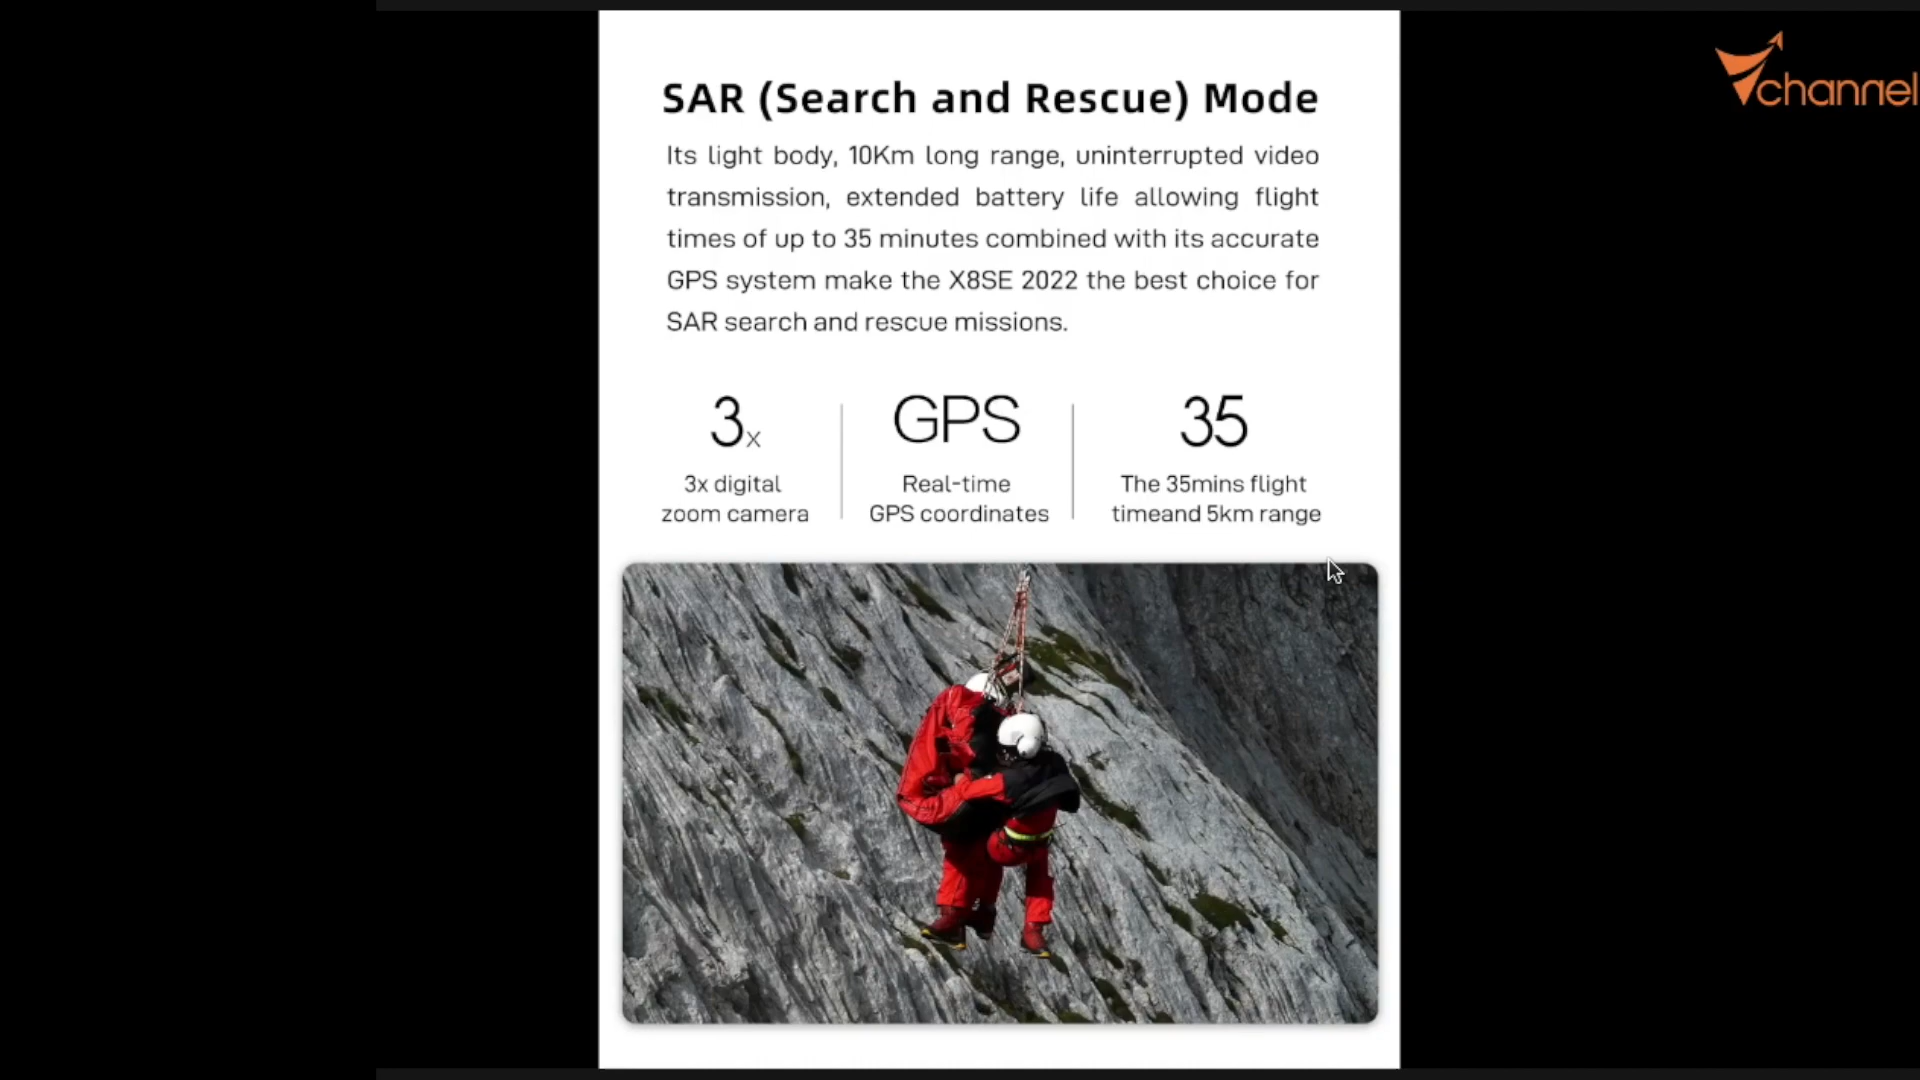 channel
SAR (Search and Rescue) Mode
Its light body, 10Km long range, uninterrupted video
transmission, extended battery life allowing flight
times of up to 35 minutes combined with its accurate
GPS system make the X8SE 2022 the best choice for
SAR search and rescue missions.
3x
3x digital
zoom camera
GPS
Real-time
GPS coordinates
35
The 35mins flight
timeand 5km range